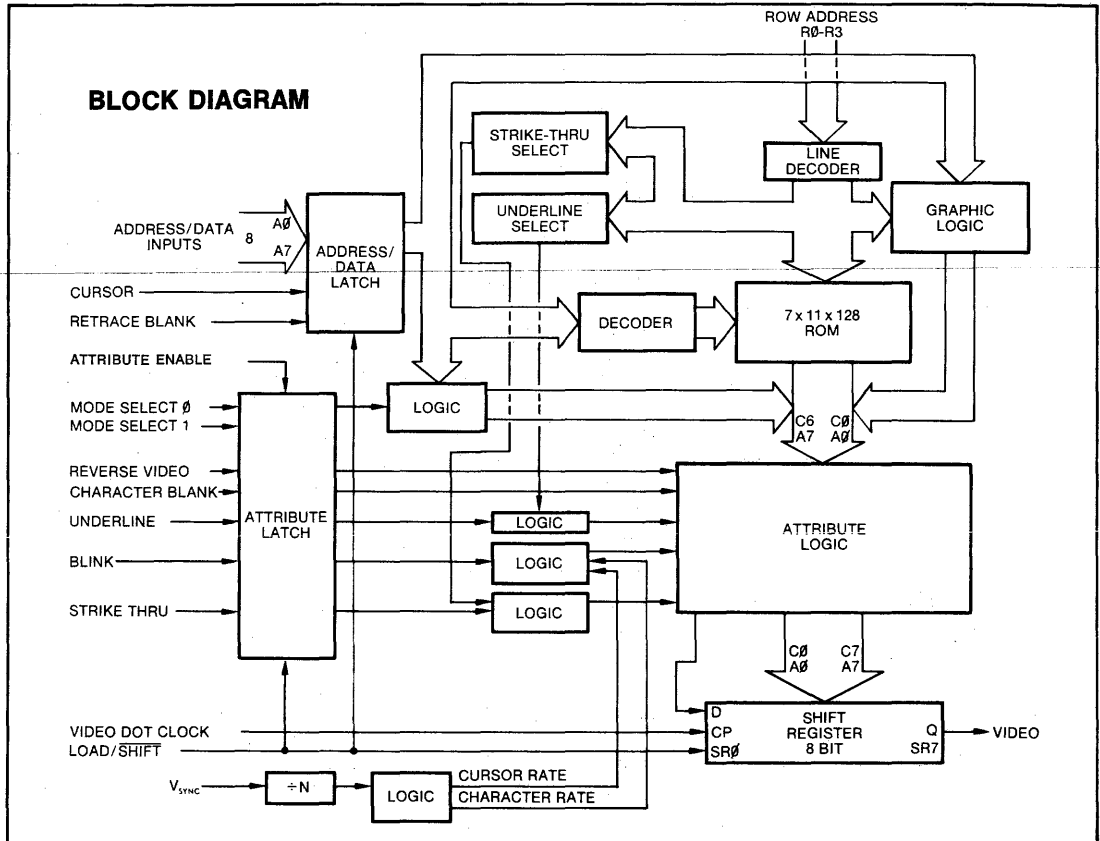 ROW ADDRESS
RØ-R3
BLOCK DIAGRAM
STRIKE-THRU
SELECT
LINE
DECODER
UNDERLINE
SELECT
GRAPHIC
LOGIC
ADDRESS/DATA
INPUTS
8
AØ
A7
ADDRESS/
DATA
LATCH
CURSOR
RETRACE BLANK
DECODER
7 x 11 x 128
ROM
ATTRIBUTE ENABLE
MODE SELECT Ø
MODE SELECT 1
LOGIC
C6 CØ
A7 AØ
REVERSE VIDEO
CHARACTER BLANK
UNDERLINE
BLINK
STRIKE THRU
ATTRIBUTE
LATCH
LOGIC
LOGIC
LOGIC
ATTRIBUTE
LOGIC
CØ C7
AØ A7
VIDEO DOT CLOCK
LOAD/SHIFT
D
CP
SRØ
SHIFT
REGISTER
8 BIT
Q
SR7
VIDEO
VSYNC
÷N
LOGIC
CURSOR RATE
CHARACTER RATE